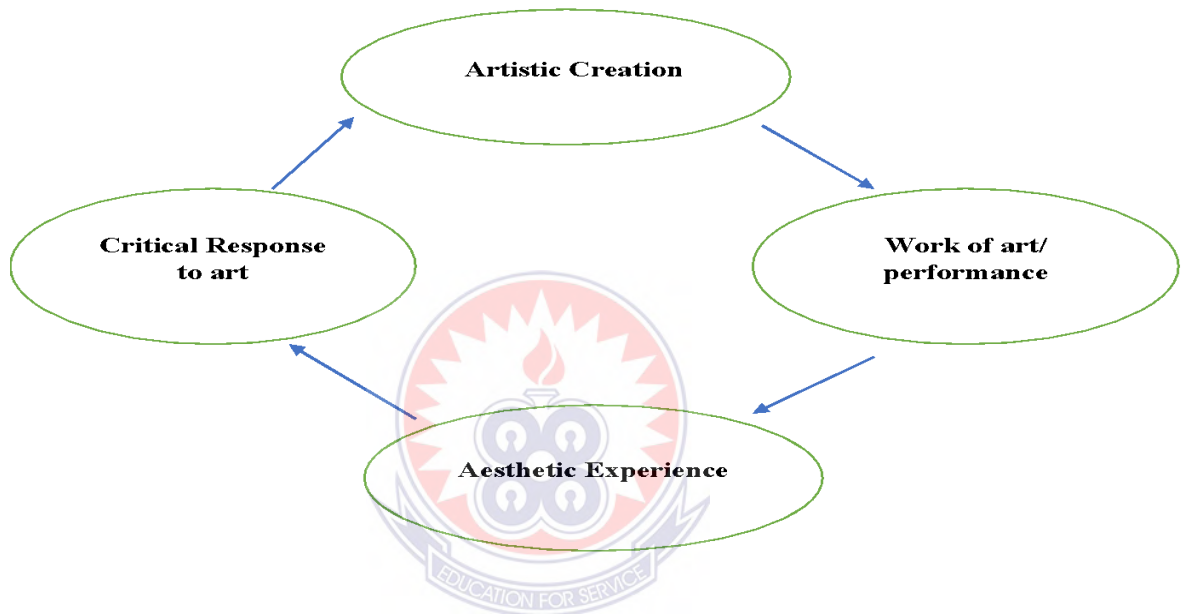 Artistic Creation
Critical Response
to art
Work of art/
performance
Aesthetic Experience
EDUCATION FOR SERVICE